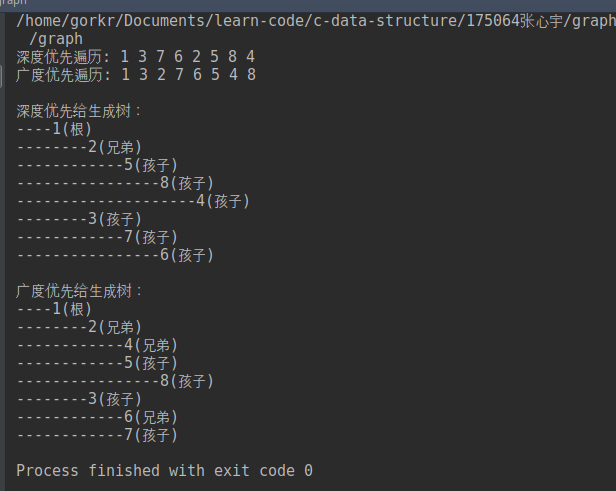 graph
/home/gorkr/Documents/learn-code/c-data-structure/175064张心宇/graph
/graph
深度优先遍历: 1 3 7 6 2 5 8 4
广度优先遍历: 1 3 2 7 6 5 4 8
深度优先给生成树：
----1(根)
--------2(兄弟)
------------5(孩子)
----------------8(孩子)
--------------------4(孩子)
--------3(孩子)
------------7(孩子)
----------------6(孩子)
广度优先给生成树：
----1(根)
--------2(兄弟)
------------4(兄弟)
------------5(孩子)
----------------8(孩子)
--------3(孩子)
------------6(兄弟)
------------7(孩子)
Process finished with exit code 0